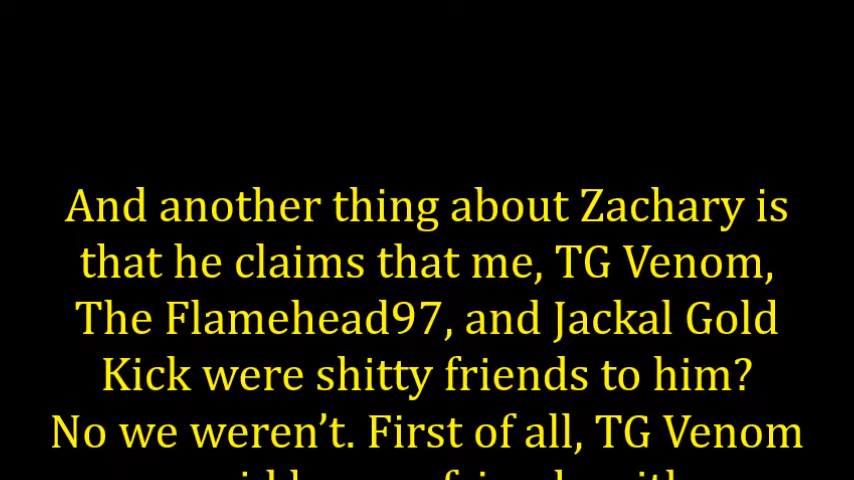 And another thing about Zachary is
that he claims that me, TG Venom,
The Flamehead97, and Jackal Gold
Kick were shitty friends to him?
No we weren’t. First of all, TG Venom